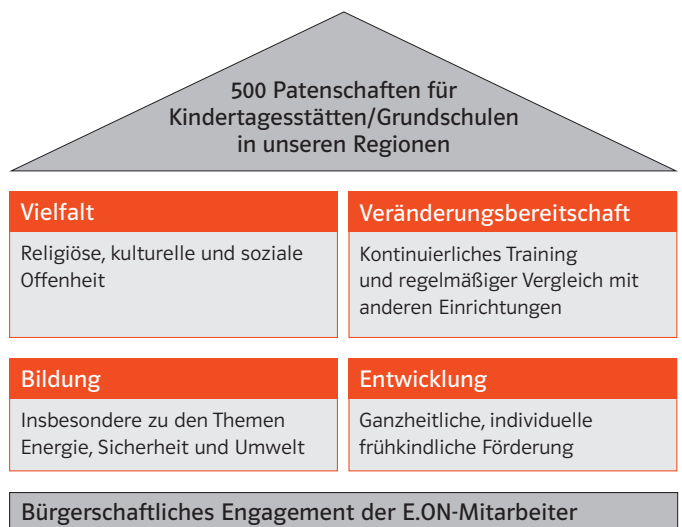 500 Patenschaften für
Kindertagesstätten/Grundschulen
in unseren Regionen
Vielfalt
Religiöse, kulturelle und soziale
Offenheit
Veränderungsbereitschaft
Kontinuierliches Training
und regelmäßiger Vergleich mit
anderen Einrichtungen
Bildung
Insbesondere zu den Themen
Energie, Sicherheit und Umwelt
Entwicklung
Ganzheitliche, individuelle
frühkindliche Förderung
Bürgerschaftliches Engagement der E.ON-Mitarbeiter